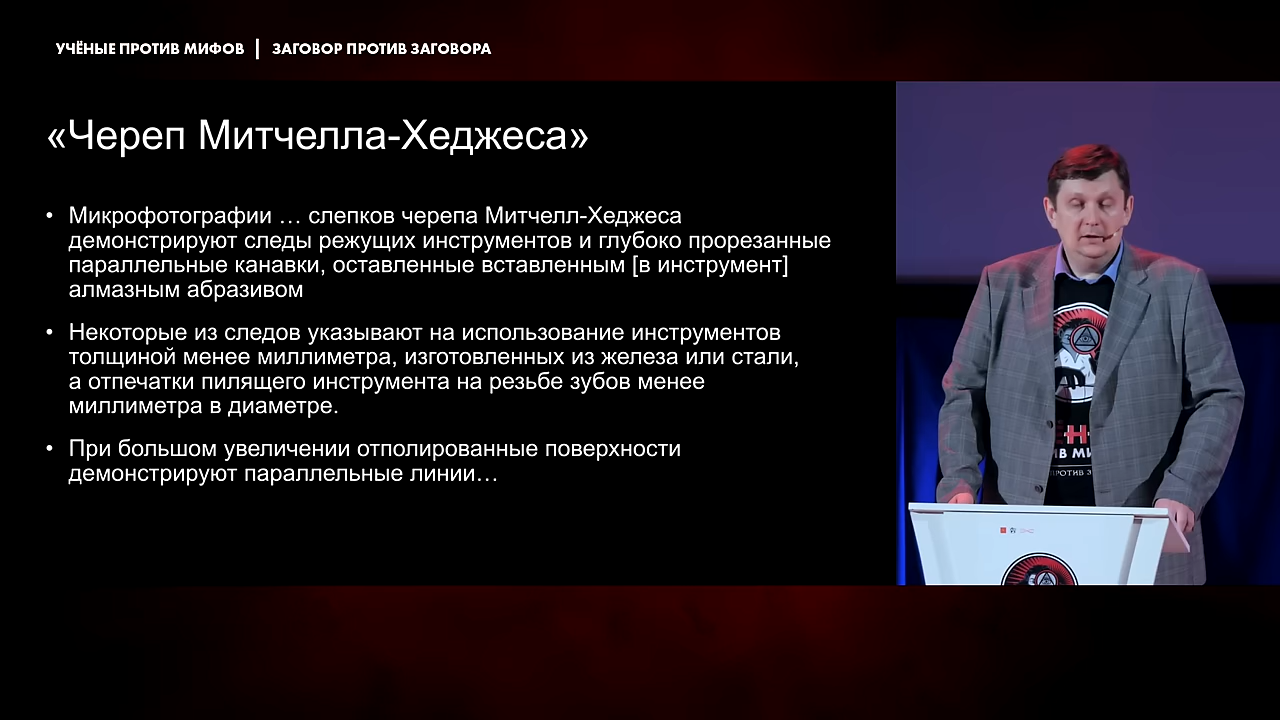 УЧЁНЫЕ ПРОТИВ МИФОВ | ЗАГОВОР ПРОТИВ ЗАГОВОРА
«Череп Митчелла-Хеджеса»
• Микрофотографии … слепков черепа Митчелл-Хеджеса
демонстрируют следы режущих инструментов и глубоко прорезанные
параллельные канавки, оставленные вставленным [в инструмент]
алмазным абразивом
• Некоторые из следов указывают на использование инструментов
толщиной менее миллиметра, изготовленных из железа или стали,
а отпечатки пилящего инструмента на резьбе зубов менее
миллиметра в диаметре.
• При большом увеличении отполированные поверхности
демонстрируют параллельные линии…